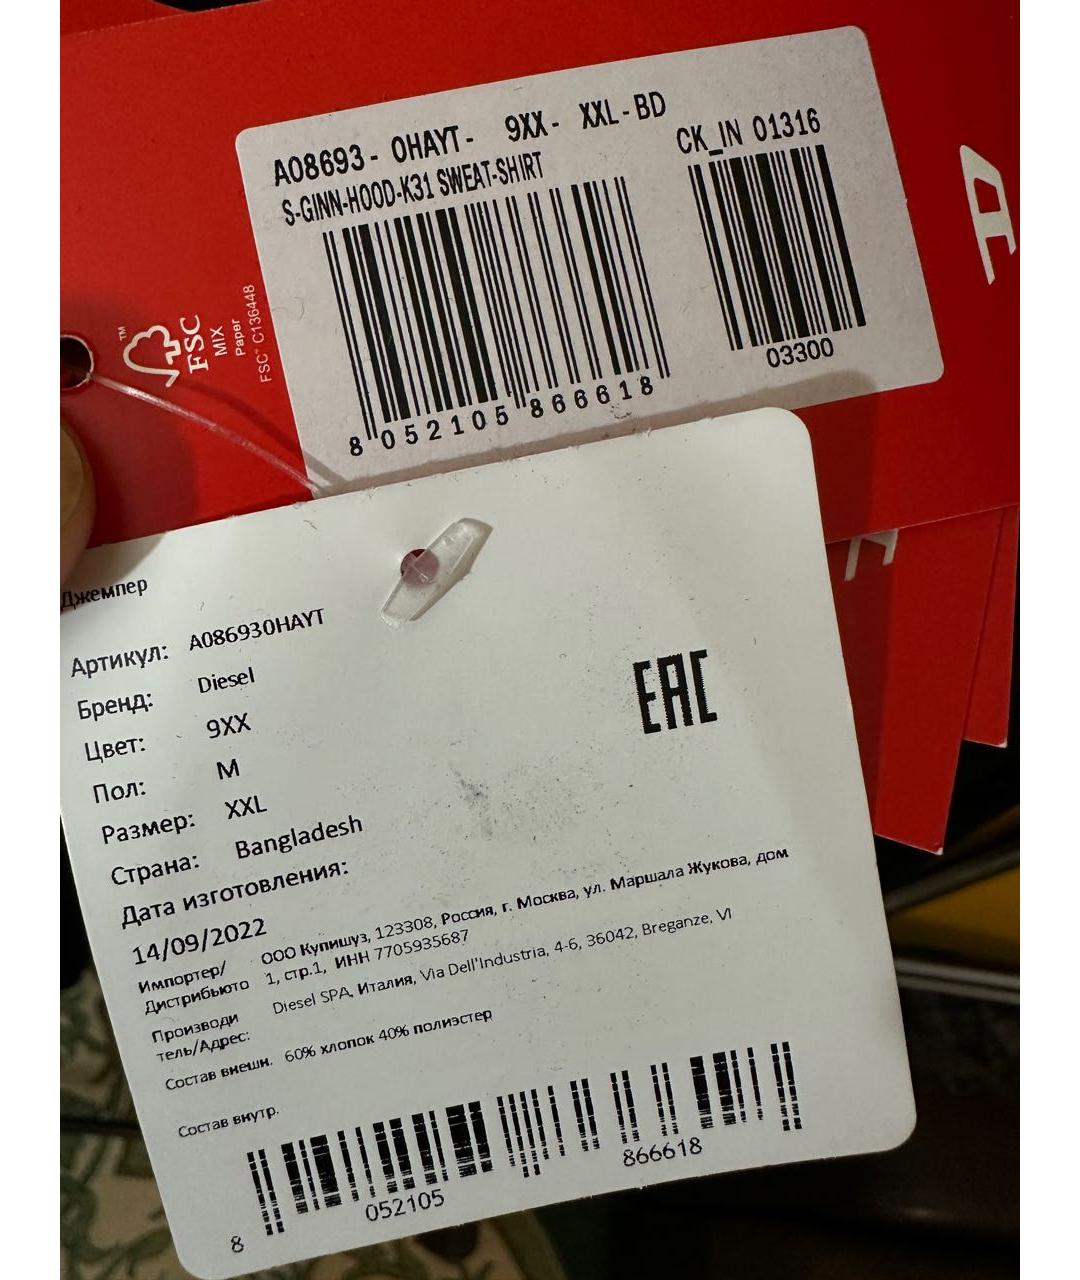 A08693- 0HAYT- 9XX- XXL-BD
S-GINN-HOOD-K31 SWEAT-SHIRT
CK_IN 01316
8 052105 866618
03300
FSC
™
MIX
Paper
FSC™ C136448
Джемпер
Артикул: A086930HAYT
Бренд: Diesel
Цвет: 9XX
Пол: M
Размер: XXL
Страна: Bangladesh
Дата изготовления:
14/09/2022
Импортер/ ООО Купишуз, 123308, Россия, г. Москва, ул. Маршала Жукова, дом
Дистрибьюто 1, стр.1, ИНН 7705935687
Производи Diesel SPA, Италия, Via Dell'Industria, 4-6, 36042, Breganze, VI
тель/Адрес:
Состав внешн. 60% хлопок 40% полиэстер
Состав внутр.
EAC
8 052105 866618